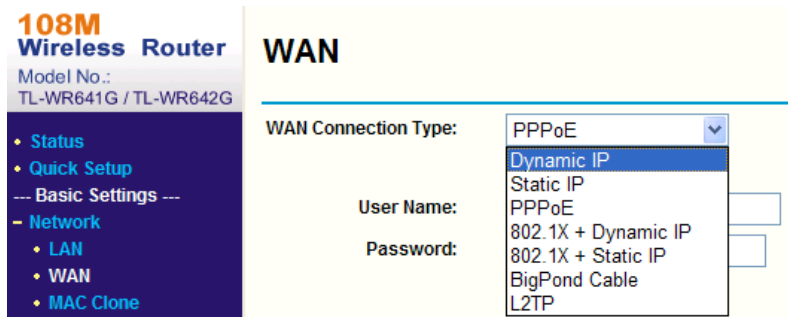 108M
Wireless Router
Model No.:
TL-WR641G / TL-WR642G
• Status
• Quick Setup
--- Basic Settings ---
– Network
• LAN
• WAN
• MAC Clone
WAN
WAN Connection Type:
PPPoE
Dynamic IP
Static IP
PPPoE
802.1X + Dynamic IP
802.1X + Static IP
BigPond Cable
L2TP
User Name:
Password: